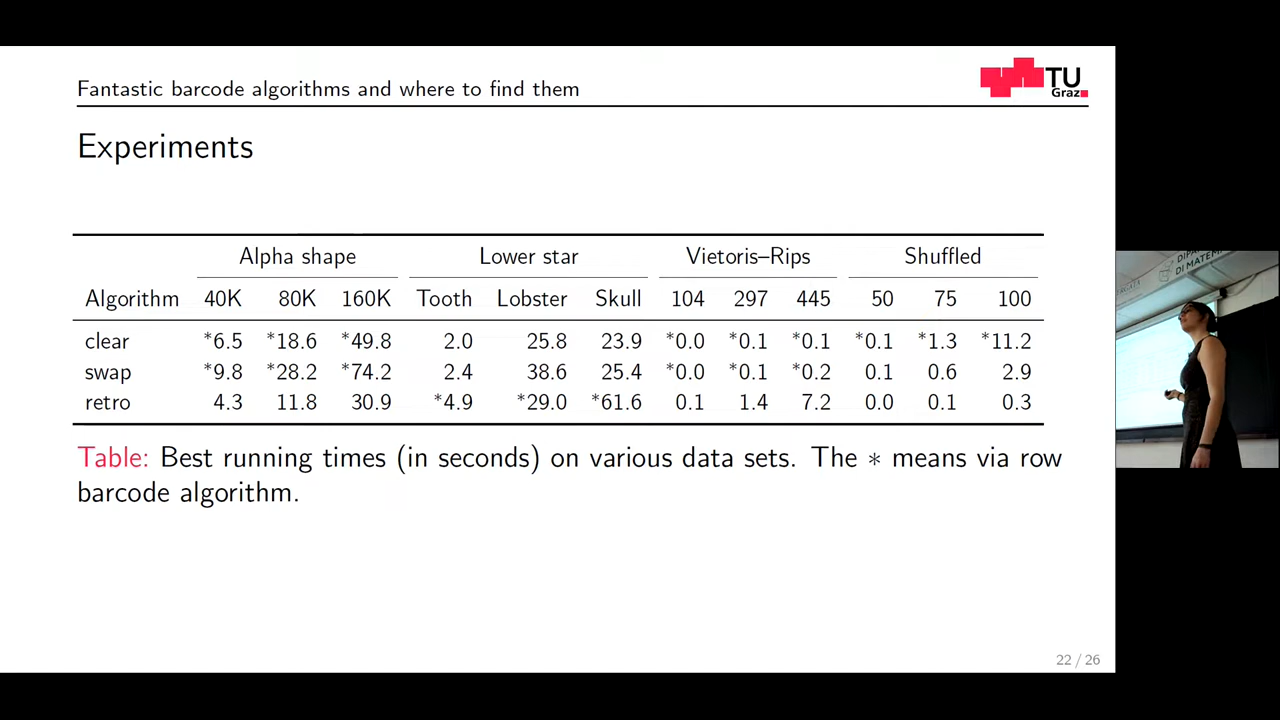 Fantastic barcode algorithms and where to find them
TU
Graz
Experiments
Alpha shape Lower star Vietoris–Rips Shuffled
Algorithm 40K 80K 160K Tooth Lobster Skull 104 297 445 50 75 100
clear *6.5 *18.6 *49.8 2.0 25.8 23.9 *0.0 *0.1 *0.1 *0.1 *1.3 *11.2
swap *9.8 *28.2 *74.2 2.4 38.6 25.4 *0.0 *0.1 *0.2 0.1 0.6 2.9
retro 4.3 11.8 30.9 *4.9 *29.0 *61.6 0.1 1.4 7.2 0.0 0.1 0.3
Table: Best running times (in seconds) on various data sets. The * means via row
barcode algorithm.
22 / 26
DI MATEM